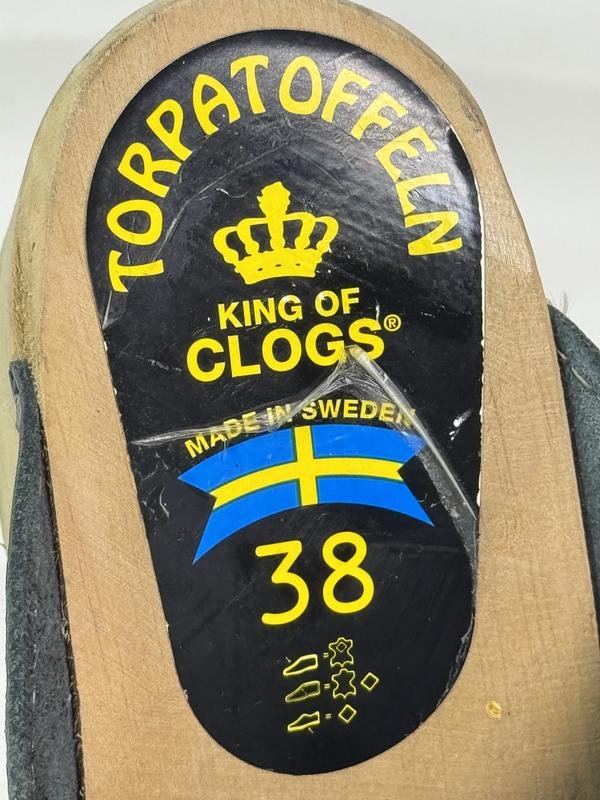 TORPATOFFELN
KING OF
CLOGS®
MADE IN SWEDEN
38